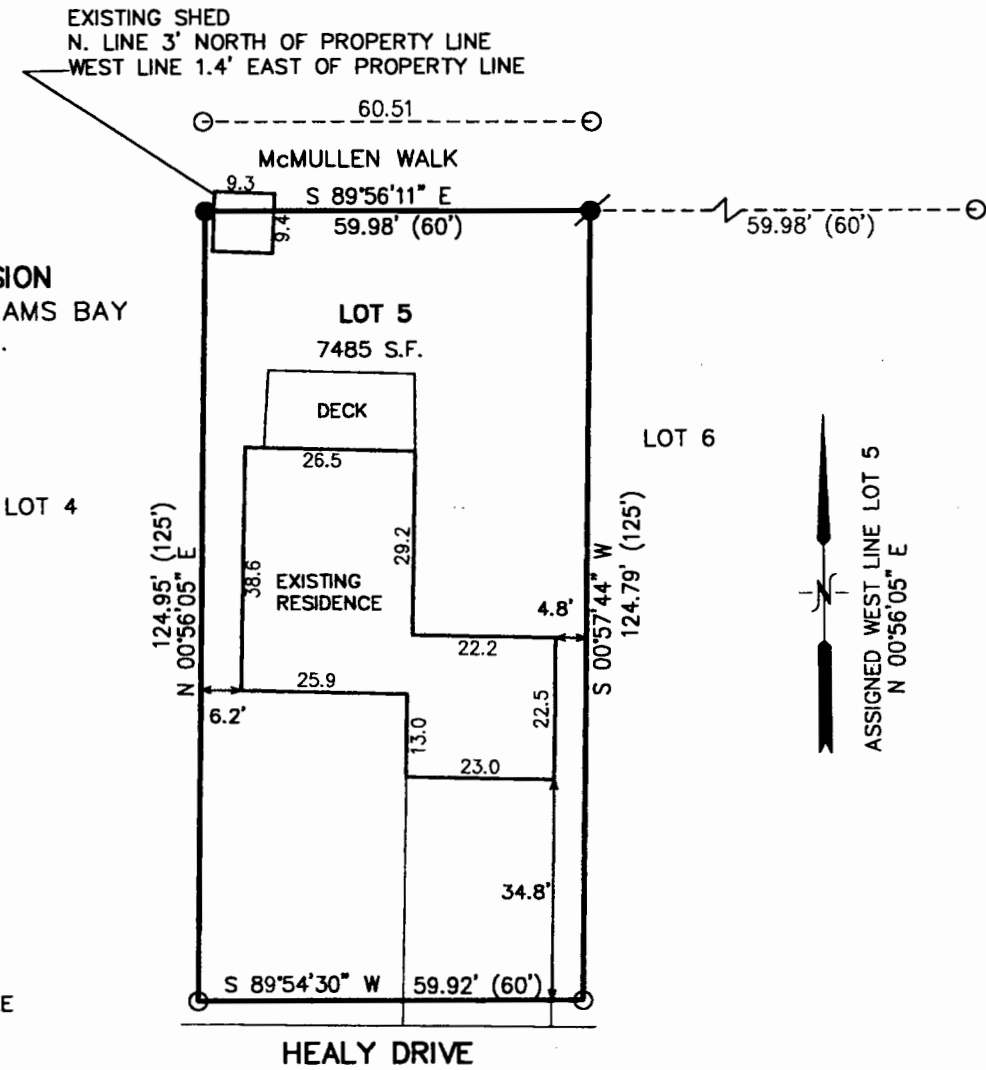 EXISTING SHED
N. LINE 3' NORTH OF PROPERTY LINE
WEST LINE 1.4' EAST OF PROPERTY LINE
60.51
McMULLEN WALK
9.3
S 89°56'11" E
9.4
59.98' (60')
59.98' (60')
SION
AMS BAY
.
LOT 5
7485 S.F.
DECK
LOT 6
26.5
LOT 4
124.95' (125')
N 00°56'05" E
38.6
29.2
EXISTING
RESIDENCE
S 00°57'44" W
124.79' (125')
4.8'
22.2
ASSIGNED WEST LINE LOT 5
N 00°56'05" E
N
25.9
6.2'
13.0
22.5
23.0
34.8'
S 89°54'30" W 59.92' (60')
E
HEALY DRIVE